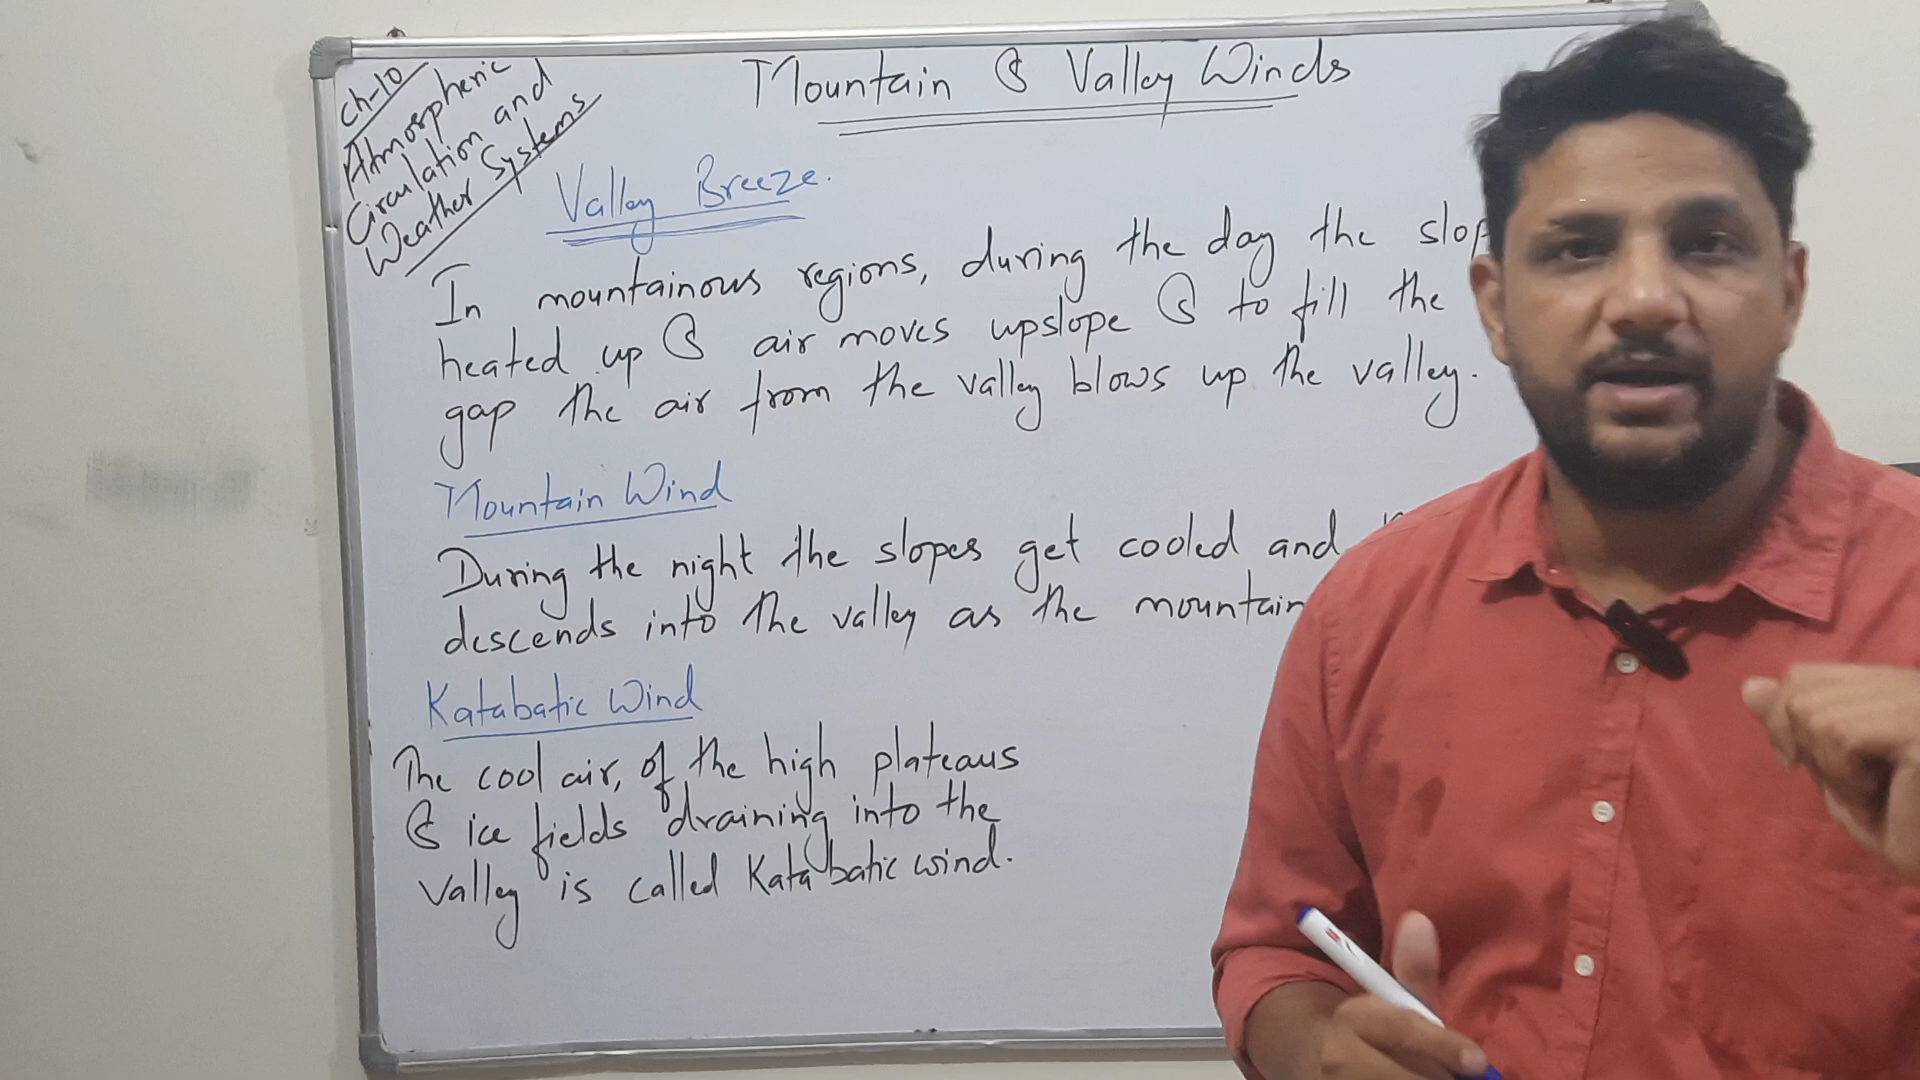 Ch-10
Atmospheric
Circulation and
Weather Systems
Mountain & Valley Winds
Valley Breeze.
In mountainous regions, during the day the slop
heated up & air moves upslope & to fill the
gap the air from the valley blows up the valley.
Mountain Wind
During the night the slopes get cooled and
descends into the valley as the mountain
Katabatic Wind
The cool air, of the high plateaus
& ice fields draining into the
valley is called Katabatic wind.